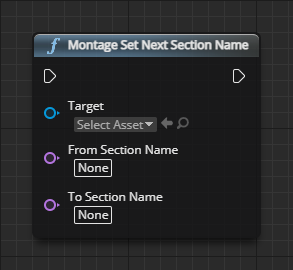 Montage Set Next Section Name
Target
Select Asset
From Section Name
None
To Section Name
None